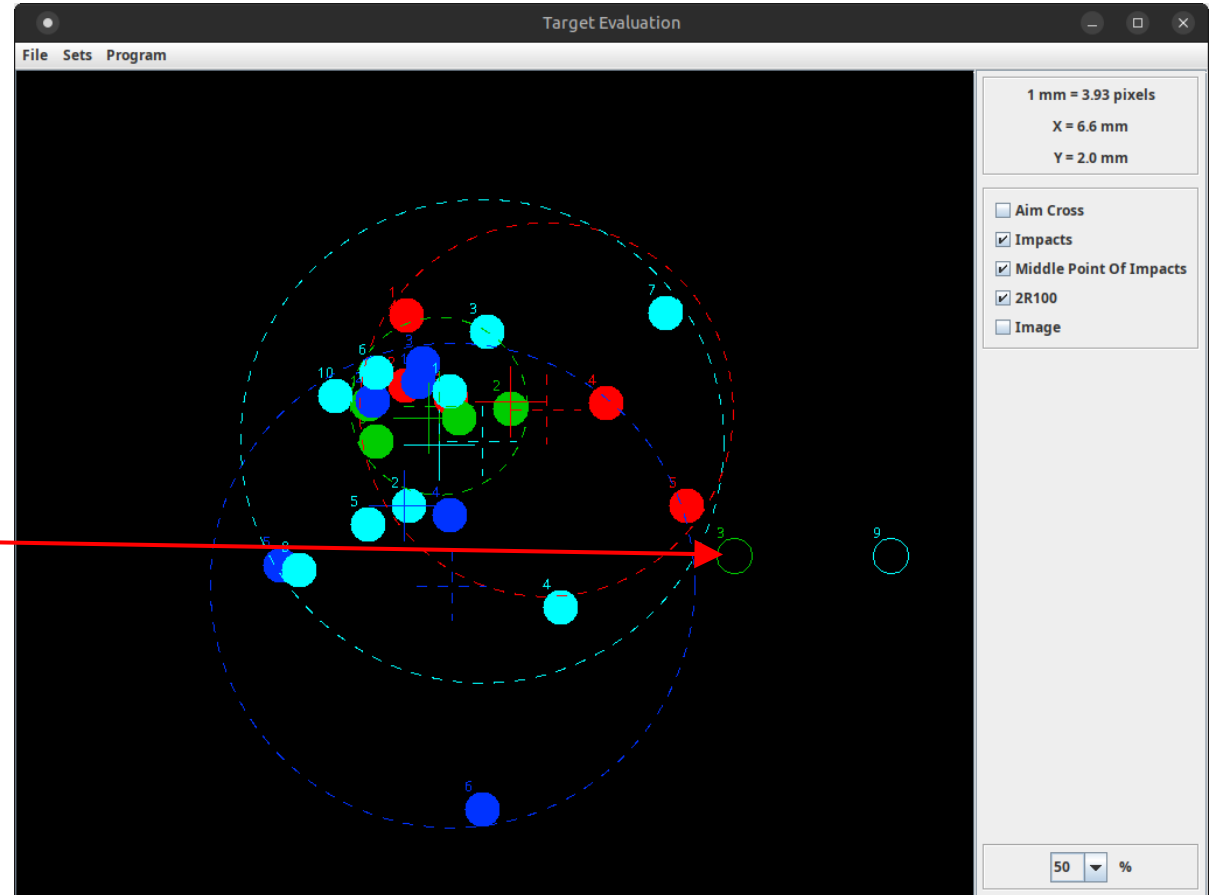 Target Evaluation
File Sets Program
1 mm = 3.93 pixels
X = 6.6 mm
Y = 2.0 mm
Aim Cross
Impacts
Middle Point Of Impacts
2R100
Image
1
3
7
3
6
1
10
2
4
5
2
4
5
3
9
5
8
4
6
50 %